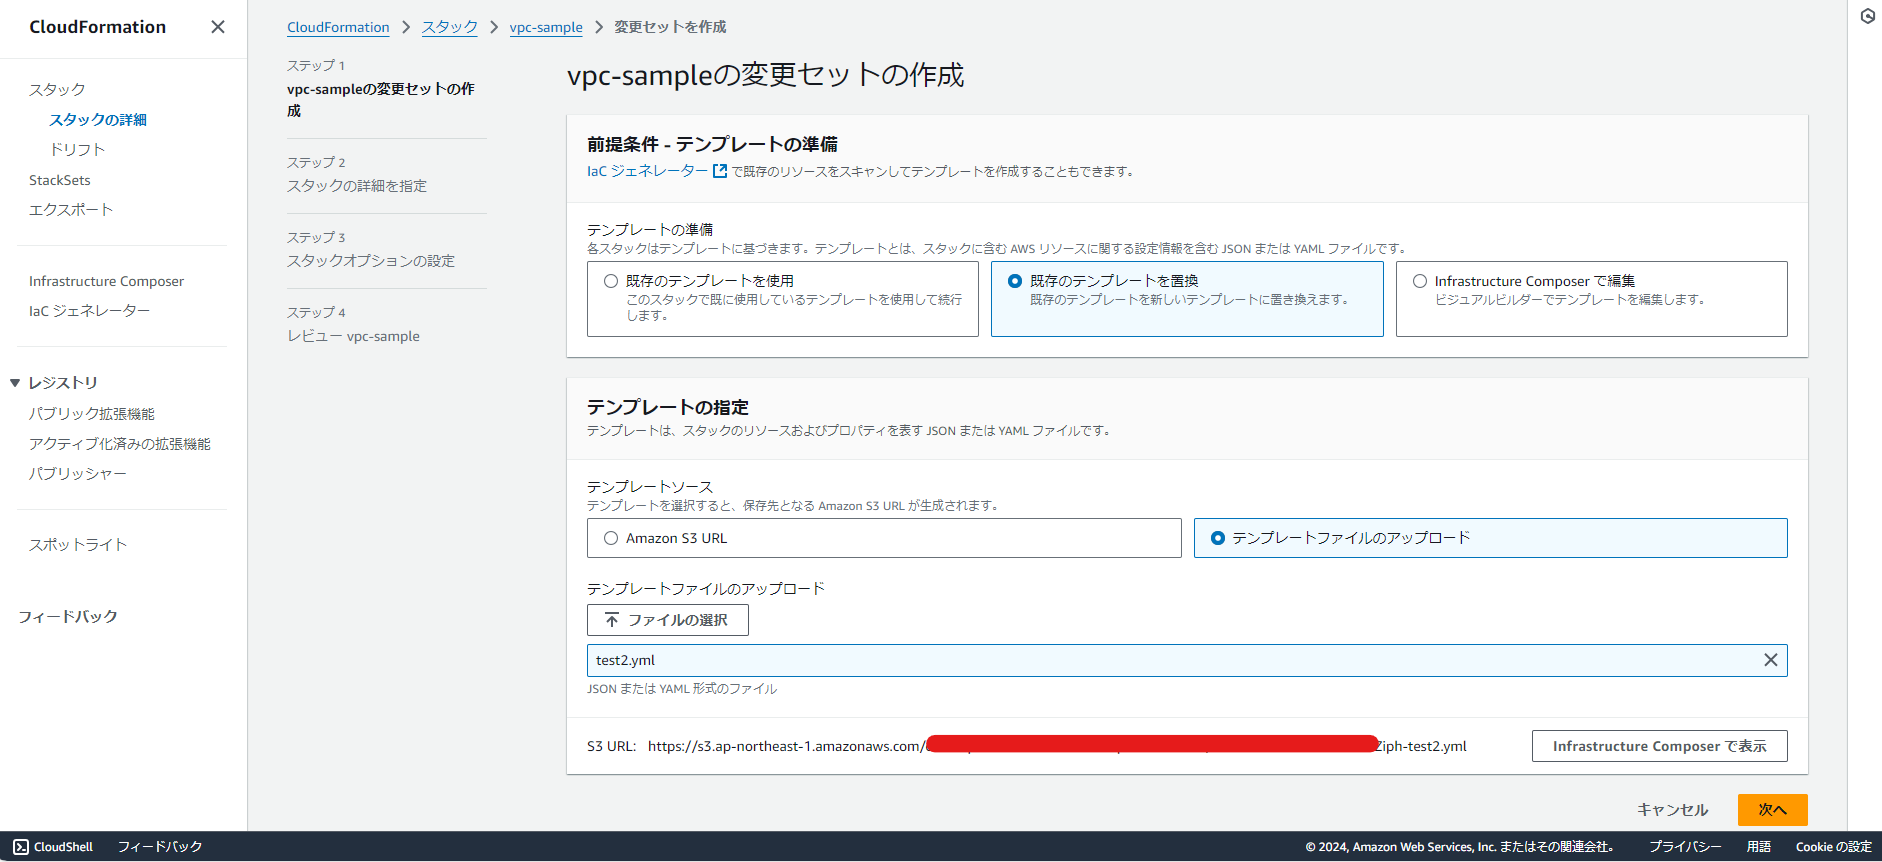 CloudFormation
スタック
スタックの詳細
ドリフト
StackSets
エクスポート
Infrastructure Composer
IaC ジェネレーター
レジストリ
パブリック拡張機能
アクティブ化済みの拡張機能
パブリッシャー
スポットライト
フィードバック
CloudFormation スタック vpc-sample 変更セットを作成
ステップ 1
vpc-sampleの変更セットの作
成
ステップ 2
スタックの詳細を指定
ステップ 3
スタックオプションの設定
ステップ 4
レビュー vpc-sample
vpc-sampleの変更セットの作成
前提条件 - テンプレートの準備
IaC ジェネレーター で既存のリソースをスキャンしてテンプレートを作成することもできます。
テンプレートの準備
各スタックはテンプレートに基づきます。テンプレートとは、スタックに含む AWS リソースに関する設定情報を含む JSON または YAML ファイルです。
既存のテンプレートを使用
このスタックで既に使用しているテンプレートを使用して続行
します。
既存のテンプレートを置換
既存のテンプレートを新しいテンプレートに置き換えます。
Infrastructure Composer で編集
ビジュアルビルダーでテンプレートを編集します。
テンプレートの指定
テンプレートは、スタックのリソースおよびプロパティを表す JSON または YAML ファイルです。
テンプレートソース
テンプレートを選択すると、保存先となる Amazon S3 URL が生成されます。
Amazon S3 URL
テンプレートファイルのアップロード
テンプレートファイルのアップロード
ファイルの選択
test2.yml
JSON または YAML 形式のファイル
S3 URL: https://s3.ap-northeast-1.amazonaws.com/ Ziph-test2.yml
Infrastructure Composer で表示
キャンセル
次へ
CloudShell フィードバック
© 2024, Amazon Web Services, Inc. またはその関連会社。 プライバシー 用語 Cookie の設定